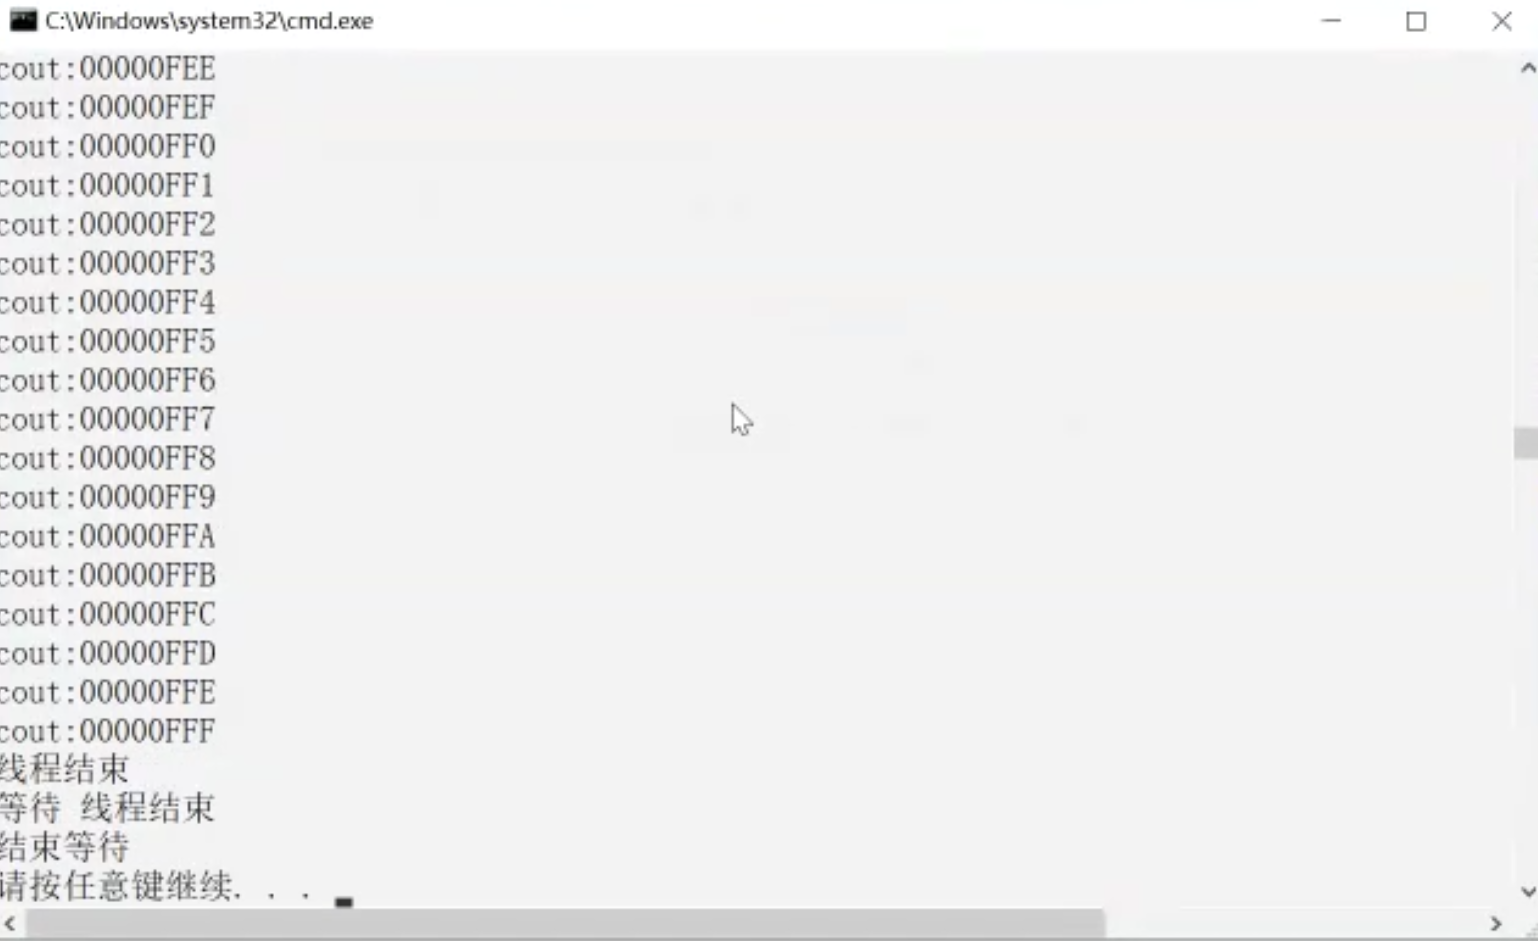 C:\Windows\system32\cmd.exe
cout:00000FEE
cout:00000FEF
cout:00000FF0
cout:00000FF1
cout:00000FF2
cout:00000FF3
cout:00000FF4
cout:00000FF5
cout:00000FF6
cout:00000FF7
cout:00000FF8
cout:00000FF9
cout:00000FFA
cout:00000FFB
cout:00000FFC
cout:00000FFD
cout:00000FFE
cout:00000FFF
线程结束
等待 线程结束
结束等待
请按任意键继续. . .